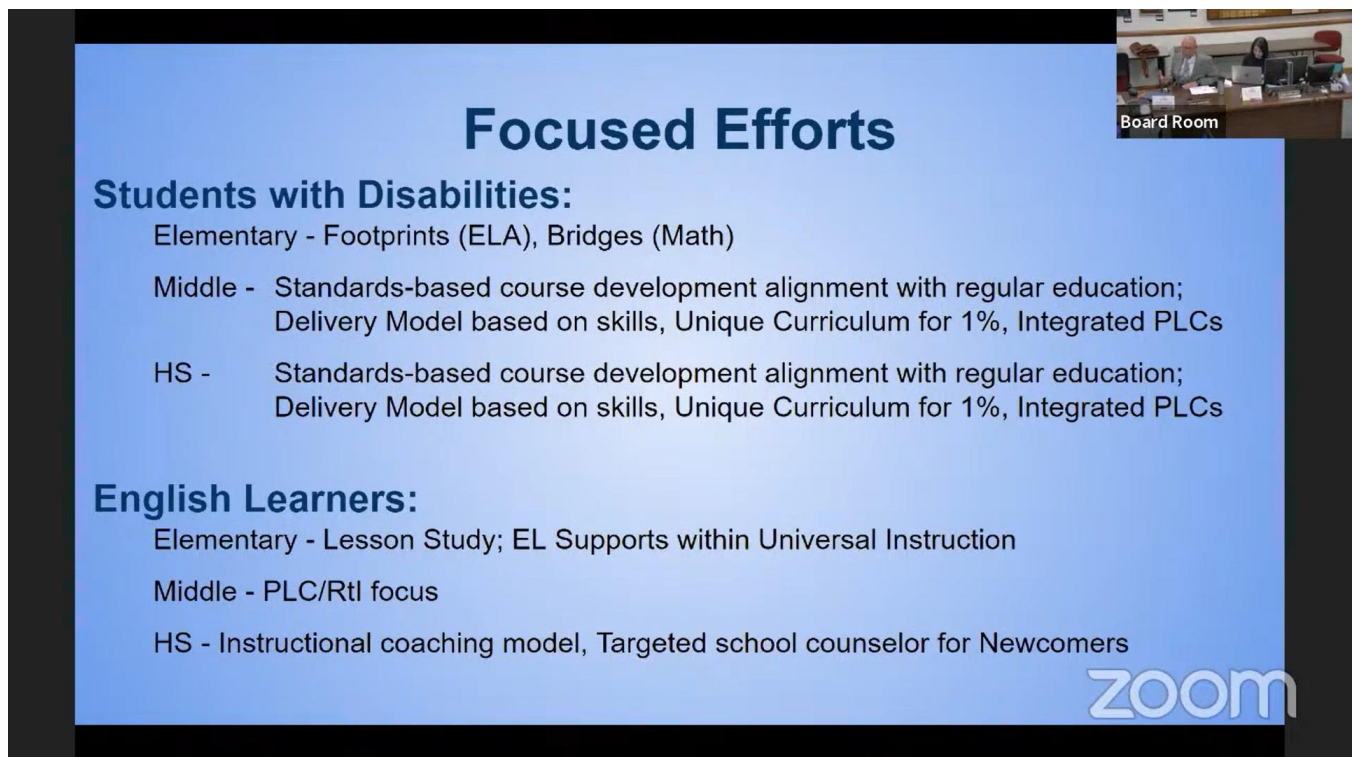 Focused Efforts
Board Room
Students with Disabilities:
Elementary - Footprints (ELA), Bridges (Math)
Middle - Standards-based course development alignment with regular education;
Delivery Model based on skills, Unique Curriculum for 1%, Integrated PLCs
HS - Standards-based course development alignment with regular education;
Delivery Model based on skills, Unique Curriculum for 1%, Integrated PLCs
English Learners:
Elementary - Lesson Study; EL Supports within Universal Instruction
Middle - PLC/RtI focus
HS - Instructional coaching model, Targeted school counselor for Newcomers
zoom